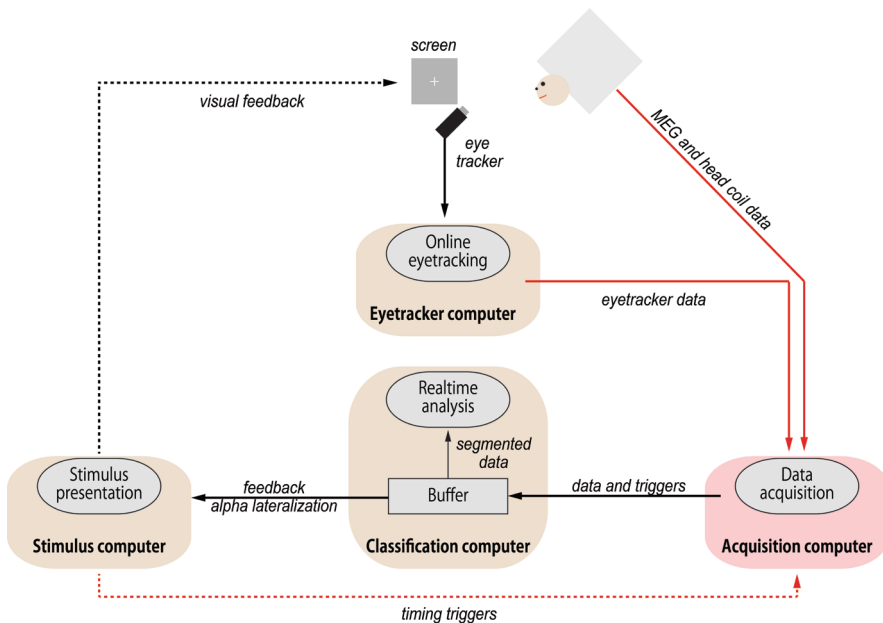 screen
visual feedback
eye
tracker
MEG and head coil data
Online
eyetracking
Eyetracker computer
eyetracker data
Realtime
analysis
segmented
data
Stimulus
presentation
feedback
alpha lateralization
Buffer
data and triggers
Data
acquisition
Stimulus computer
Classification computer
Acquisition computer
timing triggers